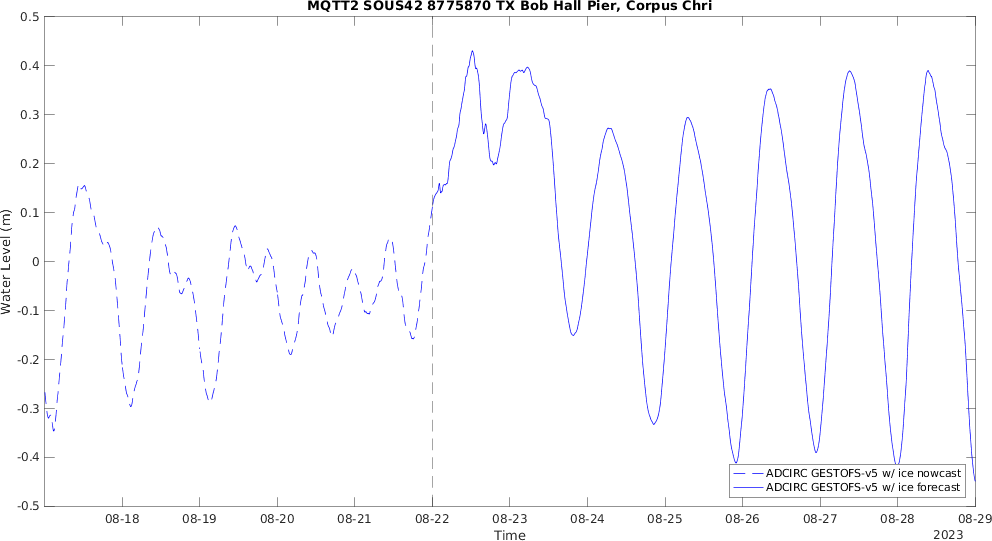 MQTT2 SOUS42 8775870 TX Bob Hall Pier, Corpus Chri
0.5
0.4
0.3
0.2
0.1
0
-0.1
-0.2
-0.3
-0.4
-0.5
Water Level (m)
ADCIRC GESTOFS-v5 w/ ice nowcast
ADCIRC GESTOFS-v5 w/ ice forecast
08-18 08-19 08-20 08-21 08-22 08-23 08-24 08-25 08-26 08-27 08-28 08-29
Time
2023